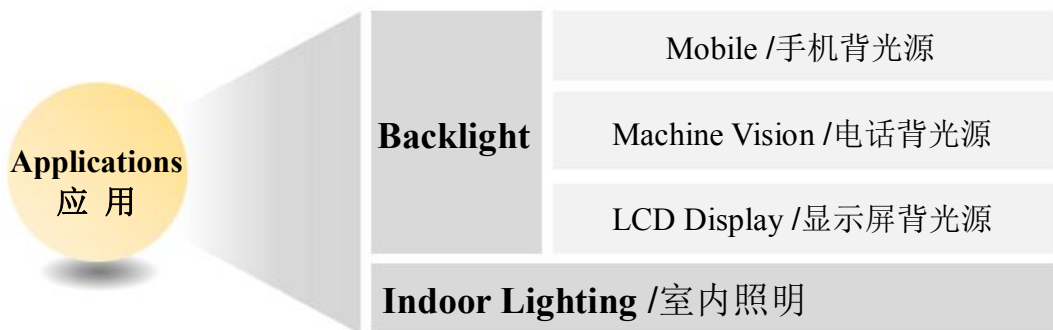 Applications
应 用
Backlight
Mobile /手机背光源
Machine Vision /电话背光源
LCD Display /显示屏背光源
Indoor Lighting /室内照明